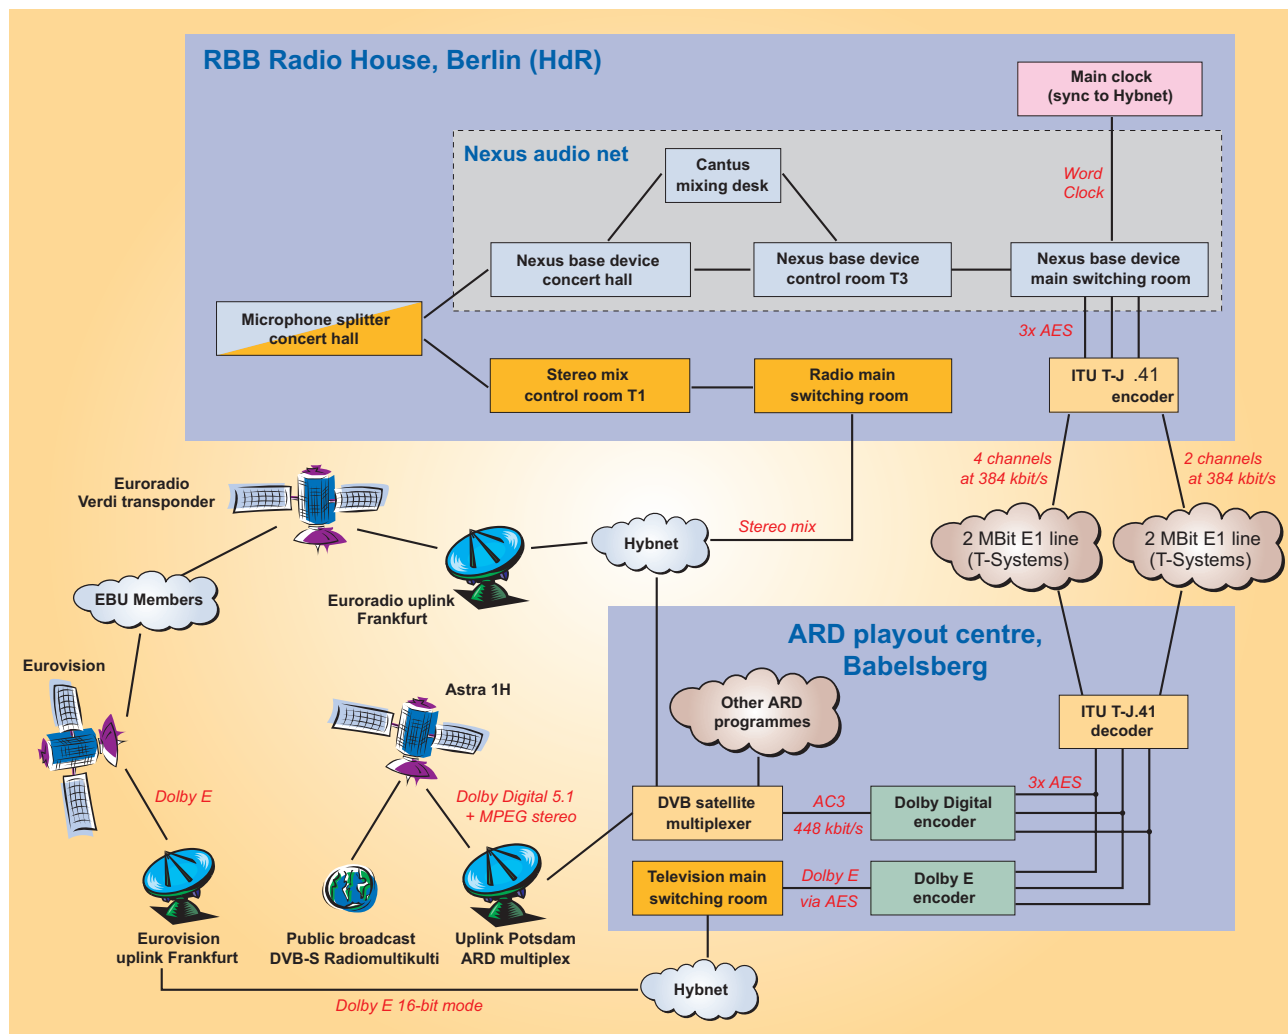 RBB Radio House, Berlin (HdR)
Main clock
(sync to Hybnet)
Nexus audio net
Cantus
mixing desk
Word
Clock
Nexus base device
concert hall
Nexus base device
control room T3
Nexus base device
main switching room
Microphone splitter
concert hall
3x AES
Stereo mix
control room T1
Radio main
switching room
ITU T-J .41
encoder
4 channels
at 384 kbit/s
2 channels
at 384 kbit/s
Euroradio
Verdi transponder
Stereo mix
Hybnet
2 MBit E1 line
(T-Systems)
2 MBit E1 line
(T-Systems)
EBU Members
Euroradio uplink
Frankfurt
ARD playout centre,
Babelsberg
Eurovision
Astra 1H
Other ARD
programmes
ITU T-J.41
decoder
Dolby E
Dolby Digital 5.1
+ MPEG stereo
DVB satellite
multiplexer
AC3
448 kbit/s
Dolby Digital
encoder
3x AES
Television main
switching room
Dolby E
via AES
Dolby E
encoder
Eurovision
uplink Frankfurt
Public broadcast
DVB-S Radiomultikulti
Uplink Potsdam
ARD multiplex
Hybnet
Dolby E 16-bit mode